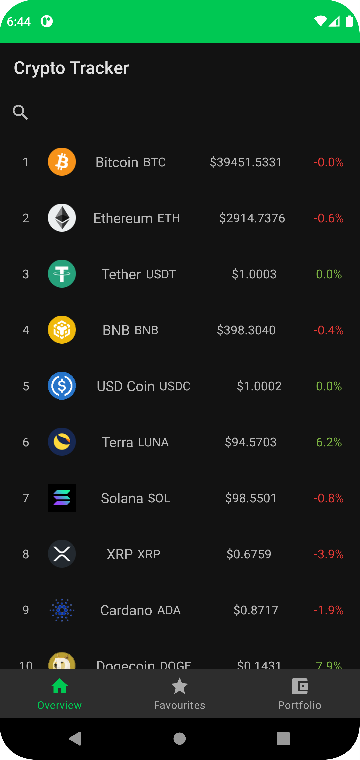 6:44
Crypto Tracker
1 Bitcoin BTC $39451.5331 -0.0%
2 Ethereum ETH $2914.7376 -0.6%
3 Tether USDT $1.0003 0.0%
4 BNB BNB $398.3040 -0.4%
5 USD Coin USDC $1.0002 0.0%
6 Terra LUNA $94.5703 6.2%
7 Solana SOL $98.5501 -0.8%
8 XRP XRP $0.6759 -3.9%
9 Cardano ADA $0.8717 -1.9%
10 Dogecoin DOGE $0.1431 7.9%
Overview Favourites Portfolio